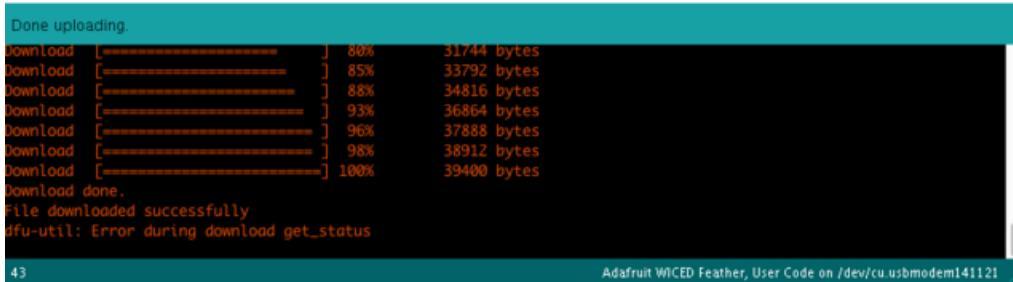 Done uploading.
Download [======================== ] 80% 31744 bytes
Download [========================= ] 85% 33792 bytes
Download [========================== ] 88% 34816 bytes
Download [=========================== ] 93% 36864 bytes
Download [============================ ] 96% 37888 bytes
Download [============================ ] 98% 38912 bytes
Download [=============================] 100% 39400 bytes
Download done.
File downloaded successfully
dfu-util: Error during download get_status
43 Adafruit WICED Feather, User Code on /dev/cu.usbmodem141121